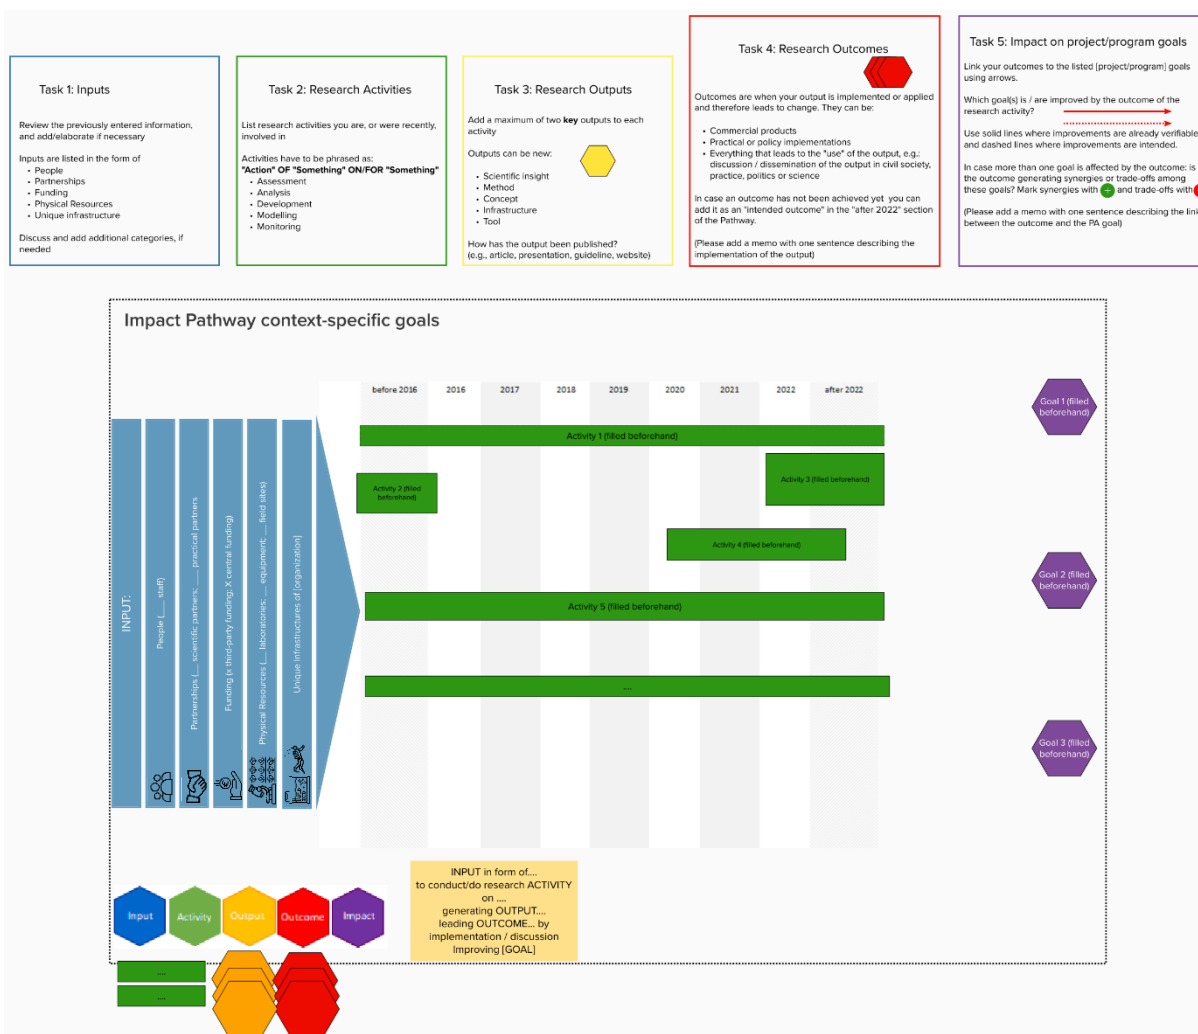 Task 1: Inputs
Review the previously entered information,
and add/elaborate if necessary
Inputs are listed in the form of
• People
• Partnerships
• Funding
• Physical Resources
• Unique infrastructure
Discuss and add additional categories, if
needed
Task 2: Research Activities
List research activities you are, or were recently,
involved in
Activities have to be phrased as:
"Action" OF "Something" ON/FOR "Something"
• Assessment
• Analysis
• Development
• Modelling
• Monitoring
Task 3: Research Outputs
Add a maximum of two key outputs to each
activity
Outputs can be new:
• Scientific insight
• Method
• Concept
• Infrastructure
• Tool
How has the output been published?
(e.g., article, presentation, guideline, website)
Task 4: Research Outcomes
Outcomes are when your output is implemented or applied
and therefore leads to change. They can be:
• Commercial products
• Practical or policy implementations
• Everything that leads to the "use" of the output, e.g.:
discussion / dissemination of the output in civil society,
practice, politics or science
In case an outcome has not been achieved yet you can
add it as an "intended outcome" in the "after 2022" section
of the Pathway.
(Please add a memo with one sentence describing the
implementation of the output)
Task 5: Impact on project/program goals
Link your outcomes to the listed [project/program] goals
using arrows.
Which goal(s) is / are improved by the outcome of the
research activity?
Use solid lines where improvements are already verifiable
and dashed lines where improvements are intended.
In case more than one goal is affected by the outcome: is
the outcome generating synergies or trade-offs among
these goals? Mark synergies with + and trade-offs with
(Please add a memo with one sentence describing the link
between the outcome and the PA goal)
Impact Pathway context-specific goals
before 2016 2016 2017 2018 2019 2020 2021 2022 after 2022
INPUT:
People (___ staff)
Partnerships (__ scientific partners; ___ practical partners
Funding (x third-party funding; X central funding)
Physical Resources (__ laboratories; __ equipment; __ field sites)
Unique Infrastructures of [organization]
Activity 1 (filled beforehand)
Activity 2 (filled
beforehand)
Activity 3 (filled
beforehand)
Activity 4 (filled beforehand)
Activity 5 (filled beforehand)
....
Goal 1 (filled
beforehand)
Goal 2 (filled
beforehand)
Goal 3 (filled
beforehand)
Input
Activity
Output
Outcome
Impact
....
....
INPUT in form of....
to conduct/do research ACTIVITY
on ....
generating OUTPUT....
leading OUTCOME... by
implementation / discussion
Improving [GOAL]